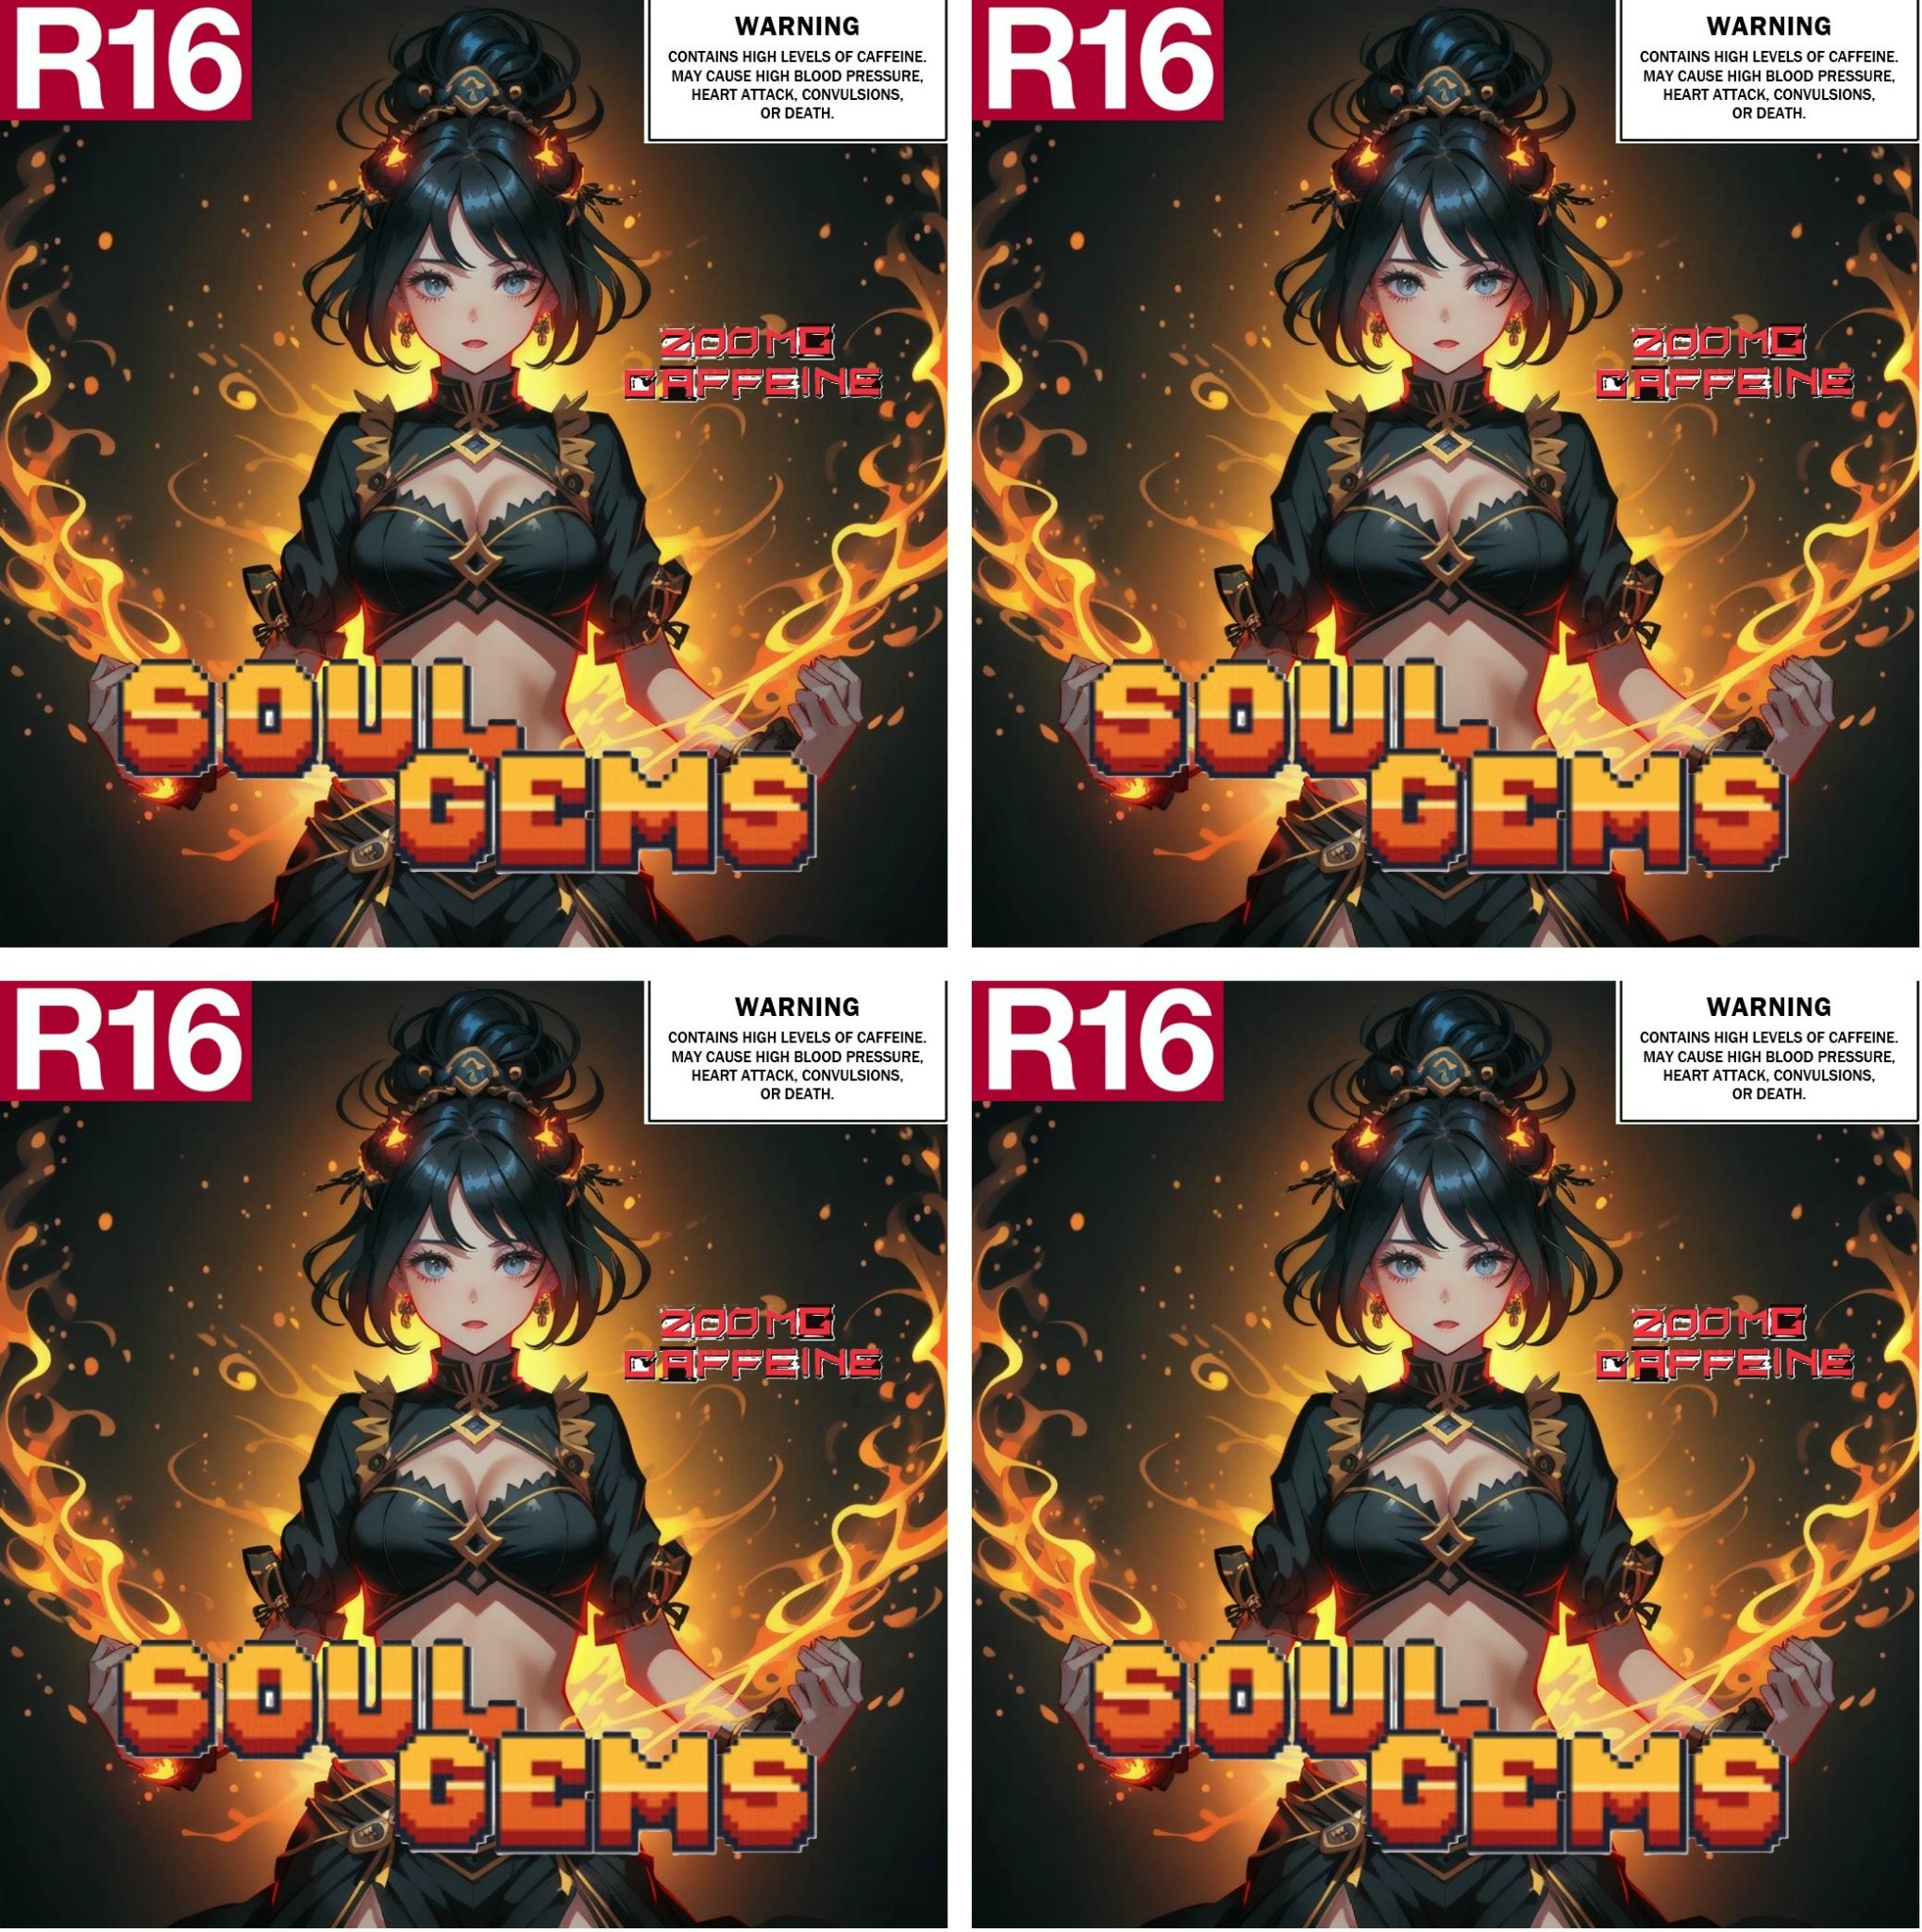 R16
WARNING
CONTAINS HIGH LEVELS OF CAFFEINE.
MAY CAUSE HIGH BLOOD PRESSURE,
HEART ATTACK, CONVULSIONS,
OR DEATH.
200MG
CAFFEINE
SOUL
GEMS
R16
WARNING
CONTAINS HIGH LEVELS OF CAFFEINE.
MAY CAUSE HIGH BLOOD PRESSURE,
HEART ATTACK, CONVULSIONS,
OR DEATH.
200MG
CAFFEINE
SOUL
GEMS
R16
WARNING
CONTAINS HIGH LEVELS OF CAFFEINE.
MAY CAUSE HIGH BLOOD PRESSURE,
HEART ATTACK, CONVULSIONS,
OR DEATH.
200MG
CAFFEINE
SOUL
GEMS
R16
WARNING
CONTAINS HIGH LEVELS OF CAFFEINE.
MAY CAUSE HIGH BLOOD PRESSURE,
HEART ATTACK, CONVULSIONS,
OR DEATH.
200MG
CAFFEINE
SOUL
GEMS